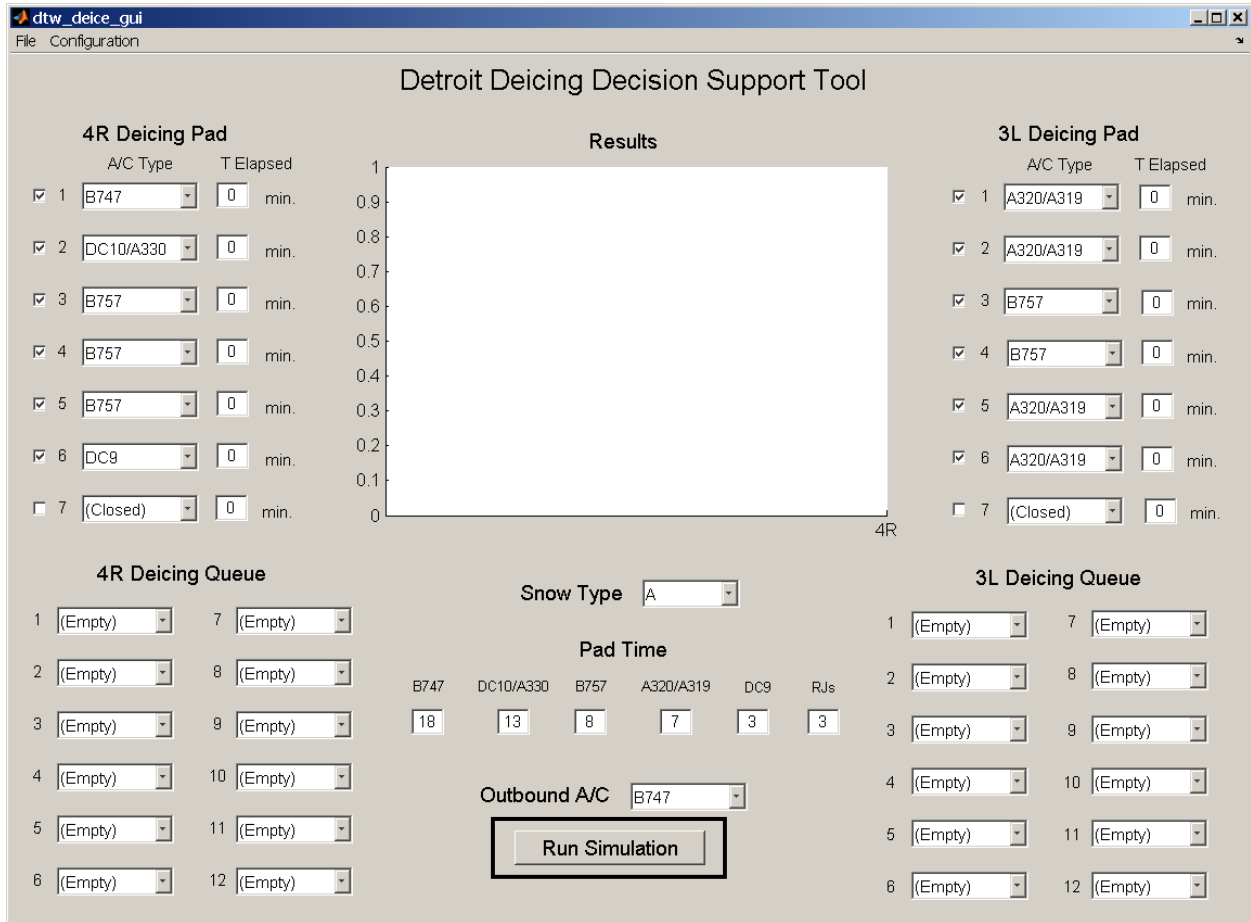 dtw_deice_gui
File Configuration
Detroit Deicing Decision Support Tool
4R Deicing Pad
A/C Type T Elapsed
1 B747 0 min.
2 DC10/A330 0 min.
3 B757 0 min.
4 B757 0 min.
5 B757 0 min.
6 DC9 0 min.
7 (Closed) 0 min.
Results
1
0.9
0.8
0.7
0.6
0.5
0.4
0.3
0.2
0.1
0
4R
3L Deicing Pad
A/C Type T Elapsed
1 A320/A319 0 min.
2 A320/A319 0 min.
3 B757 0 min.
4 B757 0 min.
5 A320/A319 0 min.
6 A320/A319 0 min.
7 (Closed) 0 min.
4R Deicing Queue
1 (Empty) 7 (Empty)
2 (Empty) 8 (Empty)
3 (Empty) 9 (Empty)
4 (Empty) 10 (Empty)
5 (Empty) 11 (Empty)
6 (Empty) 12 (Empty)
Snow Type A
Pad Time
B747 DC10/A330 B757 A320/A319 DC9 RJs
18 13 8 7 3 3
Outbound A/C B747
Run Simulation
3L Deicing Queue
1 (Empty) 7 (Empty)
2 (Empty) 8 (Empty)
3 (Empty) 9 (Empty)
4 (Empty) 10 (Empty)
5 (Empty) 11 (Empty)
6 (Empty) 12 (Empty)